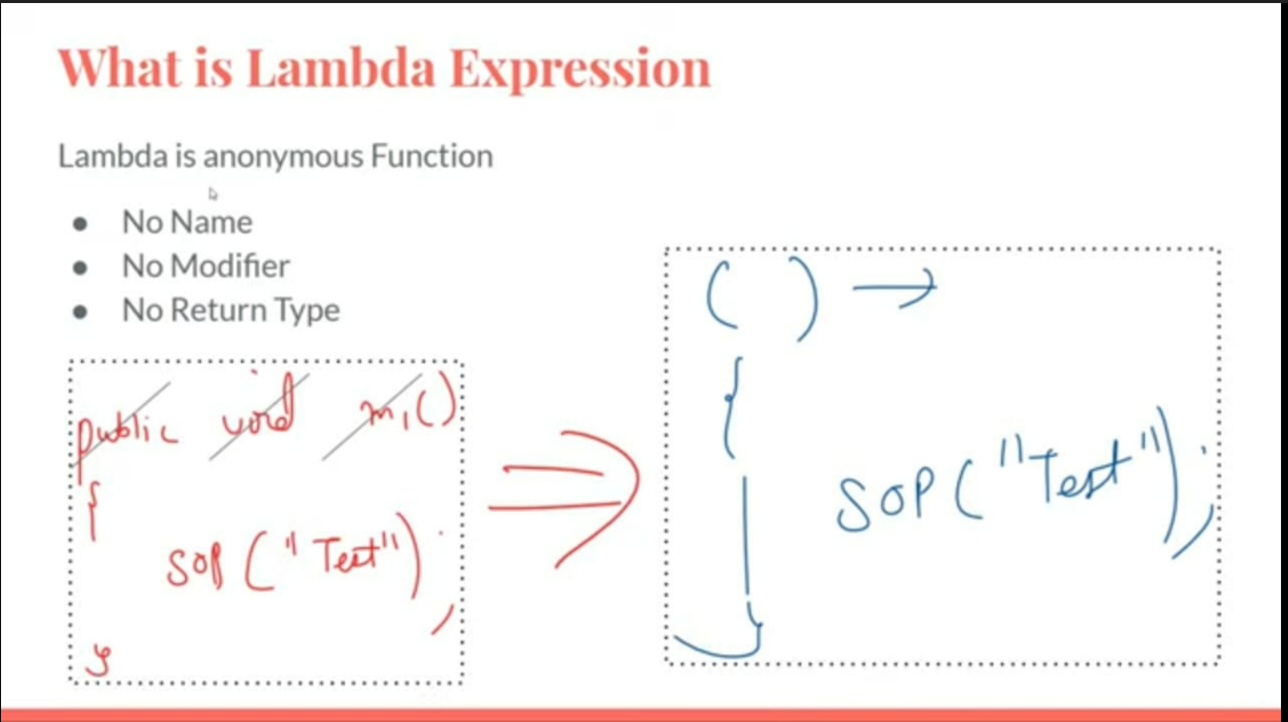 What is Lambda Expression
Lambda is anonymous Function
● No Name
● No Modifier
● No Return Type
public void m1()
{
SOP ("Test");
}
( ) →
{
SOP ("Test");
}